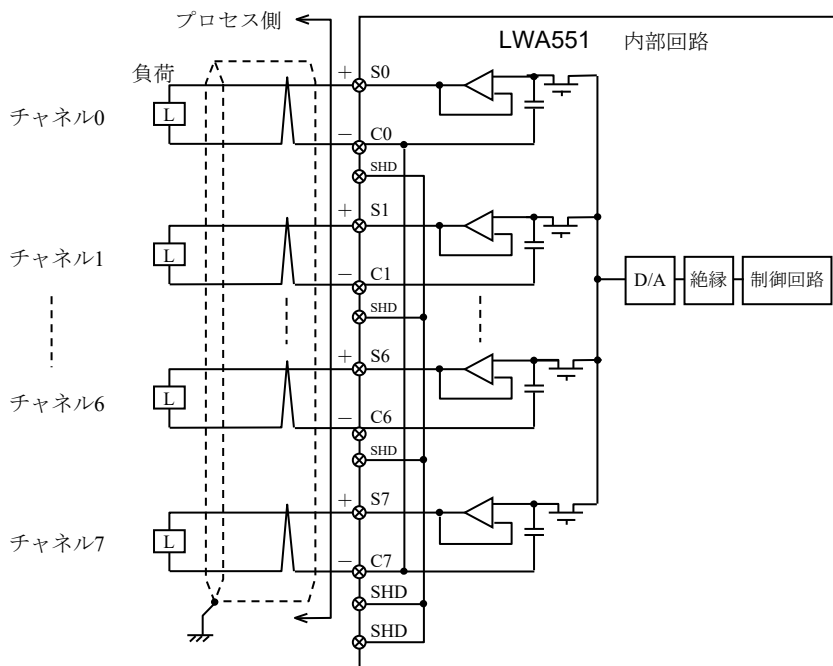 プロセス側
LWA551 内部回路
負荷
チャネル0
L
+ S0
− C0
SHD
チャネル1
L
+ S1
− C1
SHD
D/A 絶縁 制御回路
チャネル6
L
+ S6
− C6
SHD
チャネル7
L
+ S7
− C7
SHD
SHD